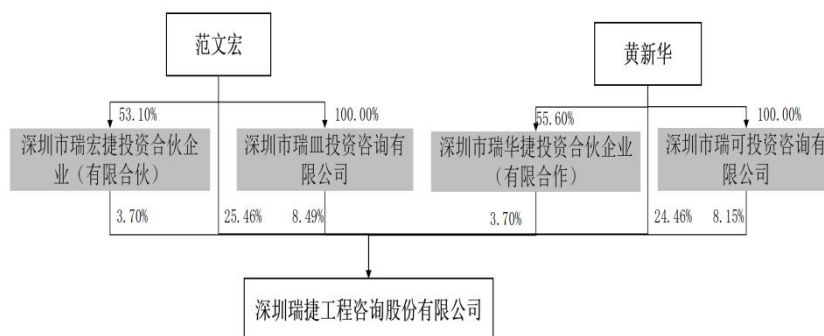 范文宏
黄新华
53.10%
100.00%
55.60%
100.00%
深圳市瑞宏捷投资合伙企
业（有限合伙）
深圳市瑞皿投资咨询有
限公司
深圳市瑞华捷投资合伙企业
（有限合作）
深圳市瑞可投资咨询有
限公司
3.70%
25.46%
8.49%
3.70%
24.46%
8.15%
深圳瑞捷工程咨询股份有限公司